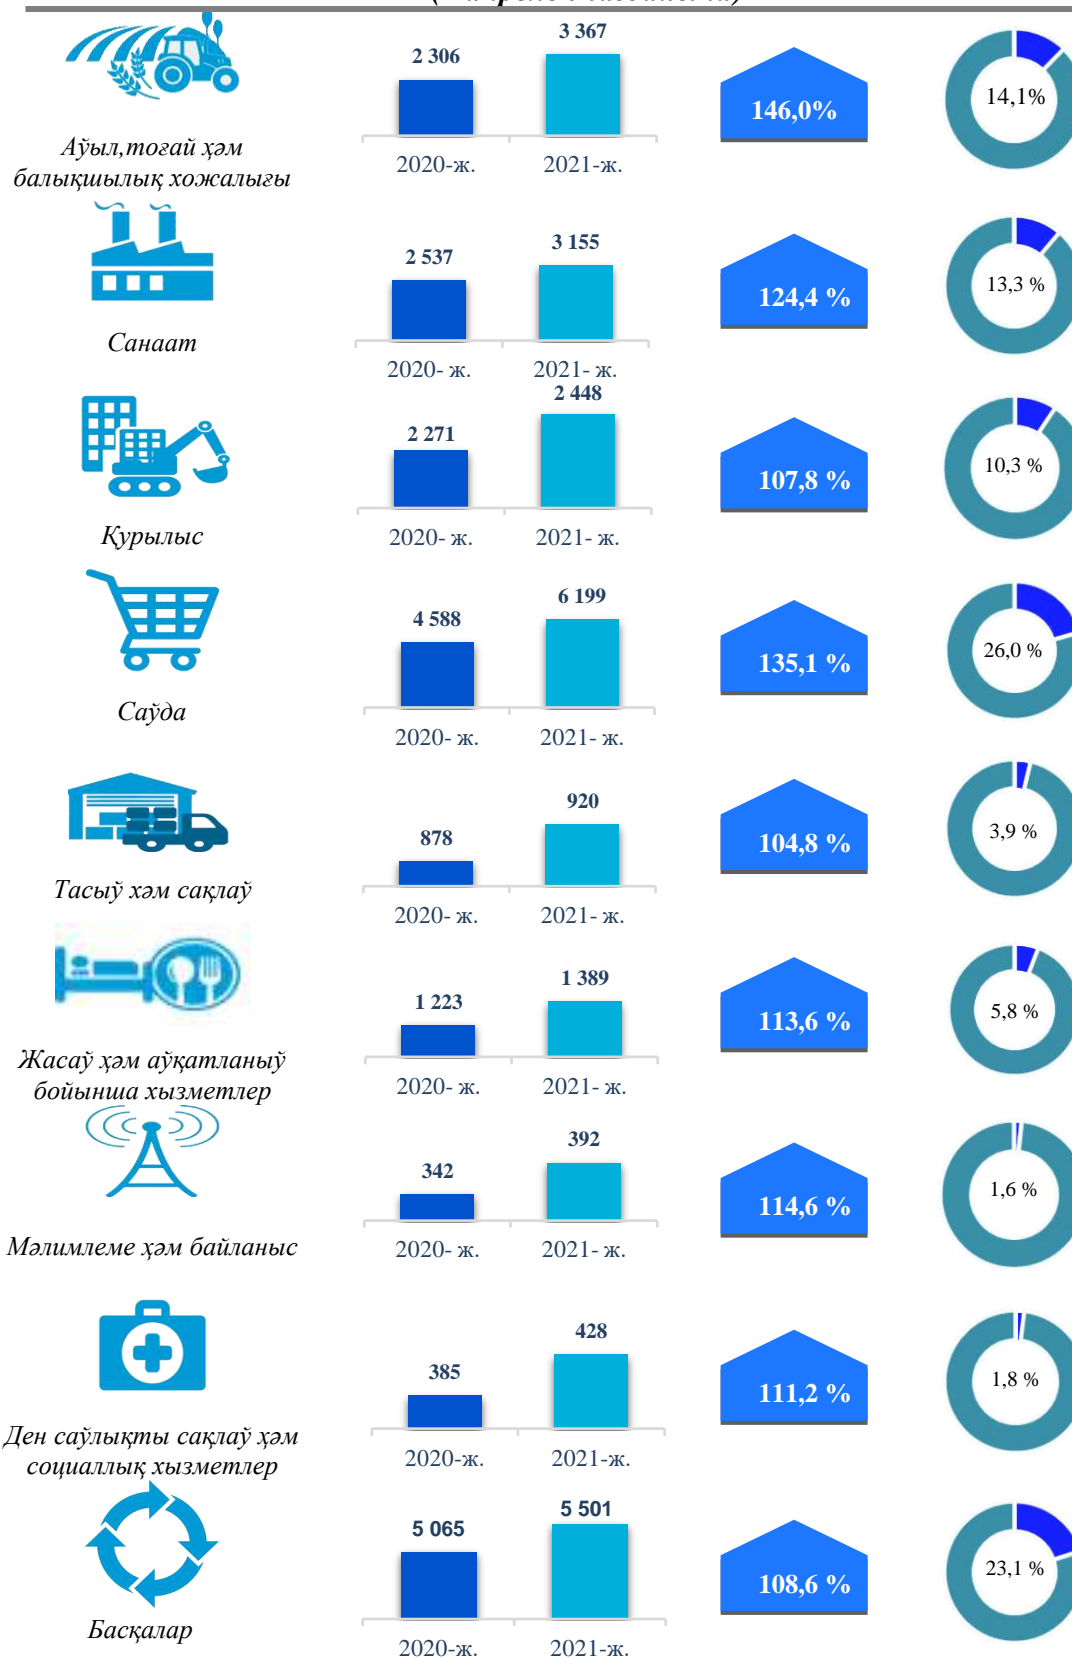 2 306
3 367
146,0%
14,1%
2020-ж.
2021-ж.
Аўыл,тоғай ҳәм
балықшылық хожалығы
2 537
3 155
124,4 %
13,3 %
Санаат
2020- ж.
2021- ж.
2 271
2 448
107,8 %
10,3 %
Қурылыс
2020- ж.
2021- ж.
4 588
6 199
135,1 %
26,0 %
Саўда
2020- ж.
2021- ж.
878
920
104,8 %
3,9 %
Тасыў ҳәм сақлаў
2020- ж.
2021- ж.
1 223
1 389
113,6 %
5,8 %
Жасаў ҳәм аўқатланыў
бойынша хызметлер
2020- ж.
2021- ж.
342
392
114,6 %
1,6 %
Мәлимлеме ҳәм байланыс
2020- ж.
2021- ж.
385
428
111,2 %
1,8 %
Ден саўлықты сақлаў ҳәм
социаллық хызметлер
2020-ж.
2021-ж.
5 065
5 501
108,6 %
23,1 %
Басқалар
2020-ж.
2021-ж.